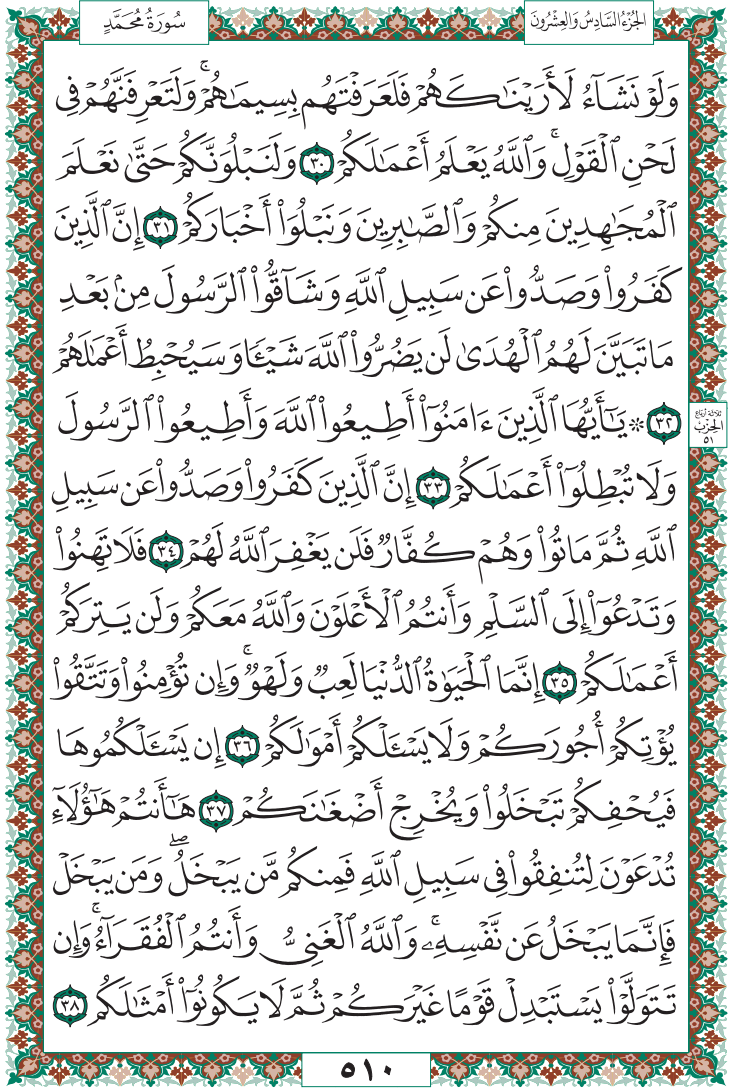 الجُزْءُ السَّادِسُ وَالعِشْرُونَ
سُورَةُ مُحَمَّدٍ
وَلَوْ نَشَآءُ لَأَرَيْنَـٰكَهُمْ فَلَعَرَفْتَهُم بِسِيمَـٰهُمْۚ وَلَتَعْرِفَنَّهُمْ فِى
لَحْنِ ٱلْقَوْلِۚ وَٱللَّهُ يَعْلَمُ أَعْمَـٰلَكُمْ ٣٠ وَلَنَبْلُوَنَّكُمْ حَتَّىٰ نَعْلَمَ
ٱلْمُجَـٰهِدِينَ مِنكُمْ وَٱلصَّـٰبِرِينَ وَنَبْلُوَا۟ أَخْبَارَكُمْ ٣١ إِنَّ ٱلَّذِينَ
كَفَرُوا۟ وَصَدُّوا۟ عَن سَبِيلِ ٱللَّهِ وَشَآقُّوا۟ ٱلرَّسُولَ مِنۢ بَعْدِ
مَا تَبَيَّنَ لَهُمُ ٱلْهُدَىٰ لَن يَضُرُّوا۟ ٱللَّهَ شَيْـًٔا وَسَيُحْبِطُ أَعْمَـٰلَهُمْ
٣٢ ۞ يَـٰٓأَيُّهَا ٱلَّذِينَ ءَامَنُوٓا۟ أَطِيعُوا۟ ٱللَّهَ وَأَطِيعُوا۟ ٱلرَّسُولَ
ثلاثة أرباع
الحزب
٥١
وَلَا تُبْطِلُوٓا۟ أَعْمَـٰلَكُمْ ٣٣ إِنَّ ٱلَّذِينَ كَفَرُوا۟ وَصَدُّوا۟ عَن سَبِيلِ
ٱللَّهِ ثُمَّ مَاتُوا۟ وَهُمْ كُفَّارٌ فَلَن يَغْفِرَ ٱللَّهُ لَهُمْ ٣٤ فَلَا تَهِنُوا۟
وَتَدْعُوٓا۟ إِلَى ٱلسَّلْمِ وَأَنتُمُ ٱلْأَعْلَوْنَ وَٱللَّهُ مَعَكُمْ وَلَن يَتِرَكُمْ
أَعْمَـٰلَكُمْ ٣٥ إِنَّمَا ٱلْحَيَوٰةُ ٱلدُّنْيَا لَعِبٌ وَلَهْوٌۚ وَإِن تُؤْمِنُوا۟ وَتَتَّقُوا۟
يُؤْتِكُمْ أُجُورَكُمْ وَلَا يَسْـَٔلْكُمْ أَمْوَٰلَكُمْ ٣٦ إِن يَسْـَٔلْكُمُوهَا
فَيُحْفِكُمْ تَبْخَلُوا۟ وَيُخْرِجْ أَضْغَـٰنَكُمْ ٣٧ هَـٰٓأَنتُمْ هَـٰٓؤُلَآءِ
تُدْعَوْنَ لِتُنفِقُوا۟ فِى سَبِيلِ ٱللَّهِ فَمِنكُم مَّن يَبْخَلُۖ وَمَن يَبْخَلْ
فَإِنَّمَا يَبْخَلُ عَن نَّفْسِهِۦۚ وَٱللَّهُ ٱلْغَنِىُّ وَأَنتُمُ ٱلْفُقَرَآءُۚ وَإِن
تَتَوَلَّوْا۟ يَسْتَبْدِلْ قَوْمًا غَيْرَكُمْ ثُمَّ لَا يَكُونُوٓا۟ أَمْثَـٰلَكُم ٣٨
٥١٠